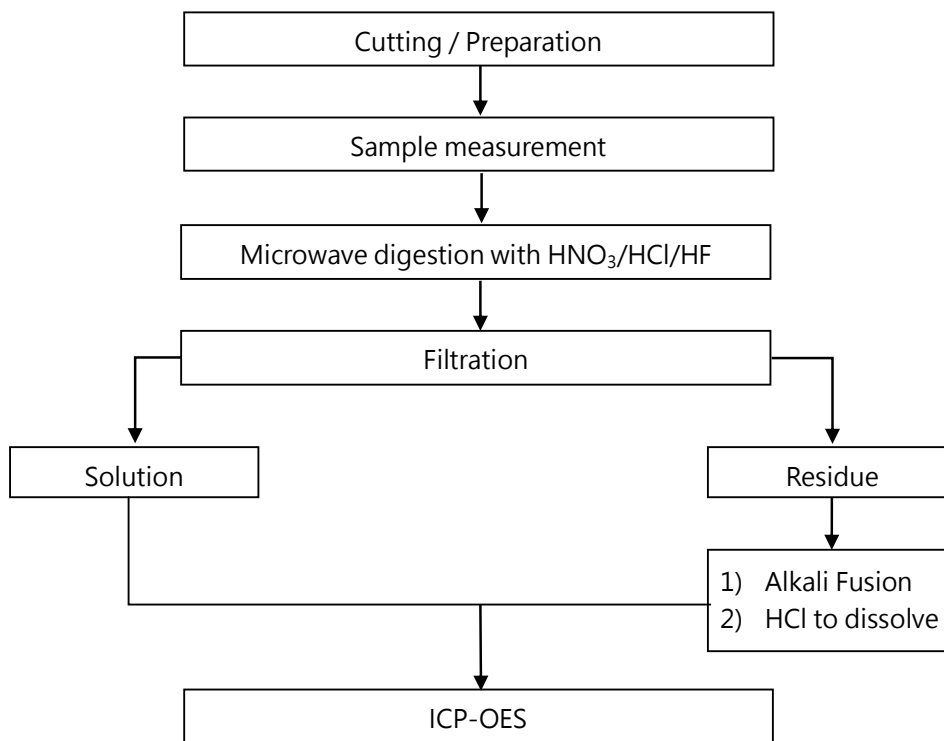 Cutting / Preparation
Sample measurement
Microwave digestion with HNO₃/HCl/HF
Filtration
Solution
Residue
1) Alkali Fusion
2) HCl to dissolve
ICP-OES